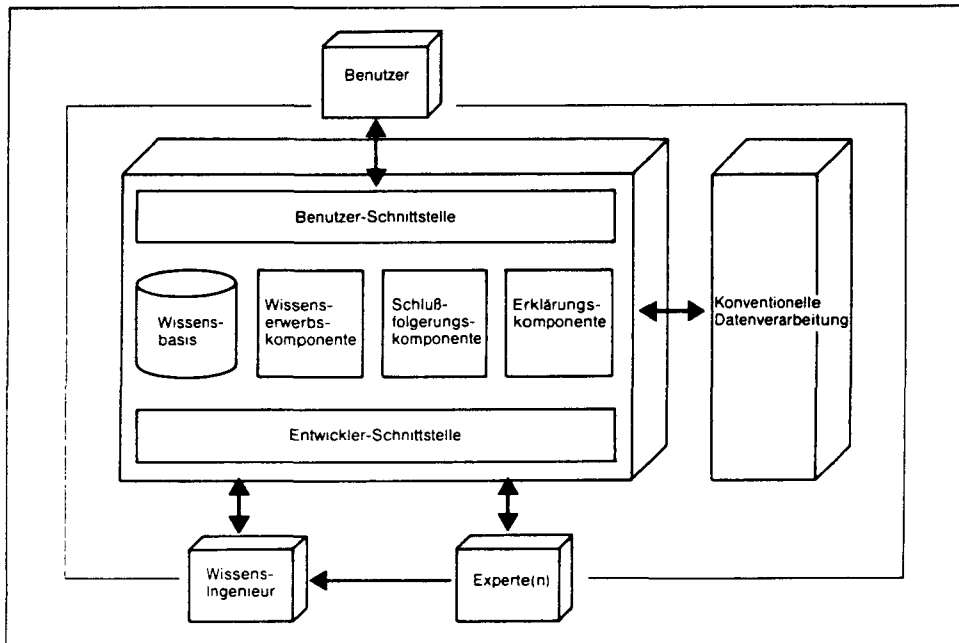 Benutzer
Benutzer-Schnittstelle
Wissens-
basis
Wissens-
erwerbs-
komponente
Schluß-
folgerungs-
komponente
Erklärungs-
komponente
Konventionelle
Datenverarbeitung
Entwickler-Schnittstelle
Wissens-
Ingenieur
Experte(n)